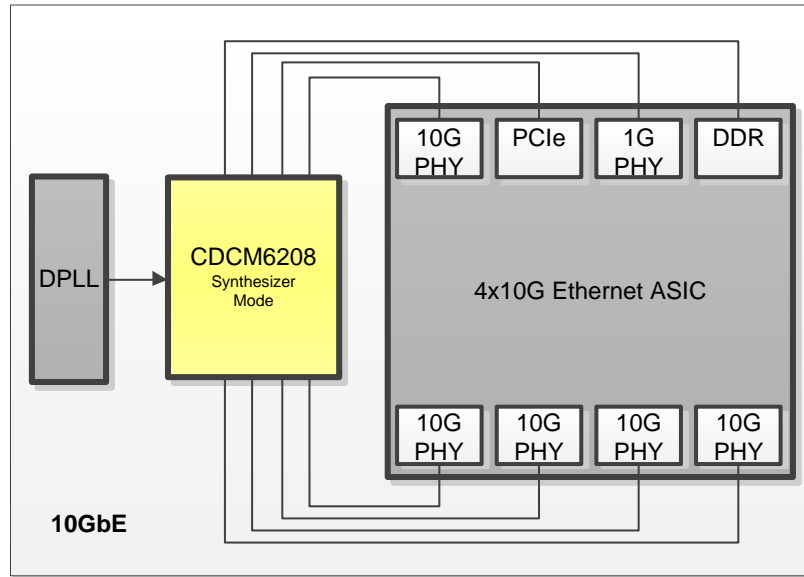 10G
PHY
PCIe
1G
PHY
DDR
DPLL
CDCM6208
Synthesizer
Mode
4x10G Ethernet ASIC
10G
PHY
10G
PHY
10G
PHY
10G
PHY
10GbE